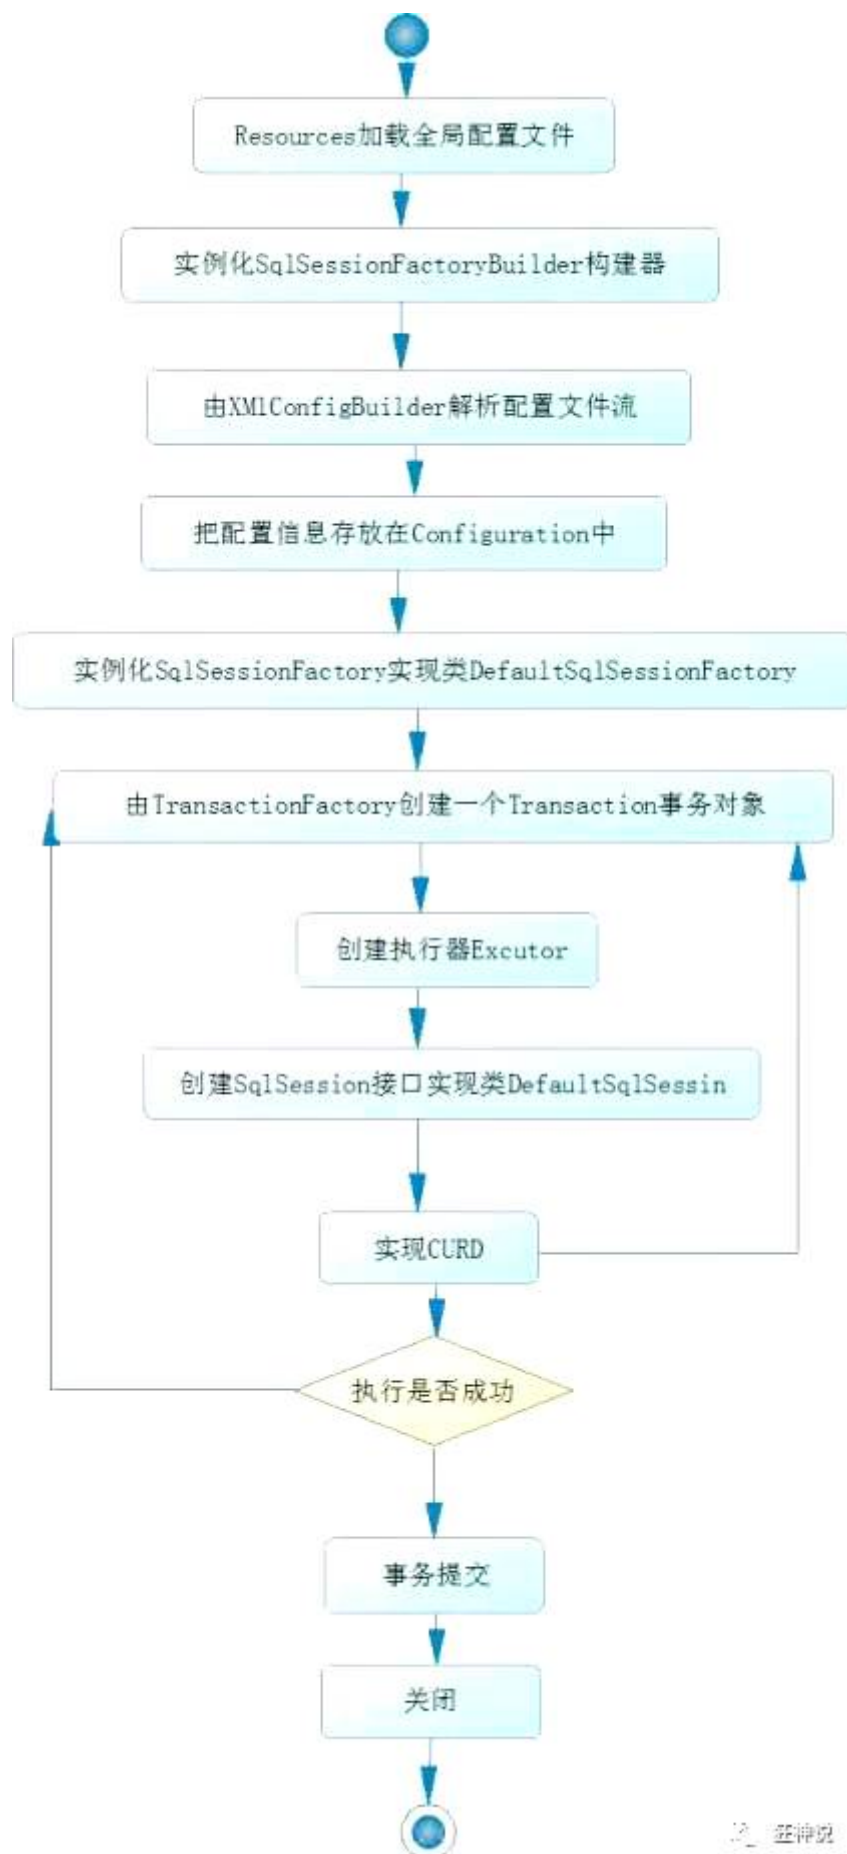 Resources加载全局配置文件
实例化SqlSessionFactoryBuilder构建器
由XMlConfigBuilder解析配置文件流
把配置信息存放在Configuration中
实例化SqlSessionFactory实现类DefaultSqlSessionFactory
由TransactionFactory创建一个Transaction事务对象
创建执行器Excutor
创建SqlSession接口实现类DefaultSqlSessin
实现CURD
执行是否成功
事务提交
关闭
狂神说